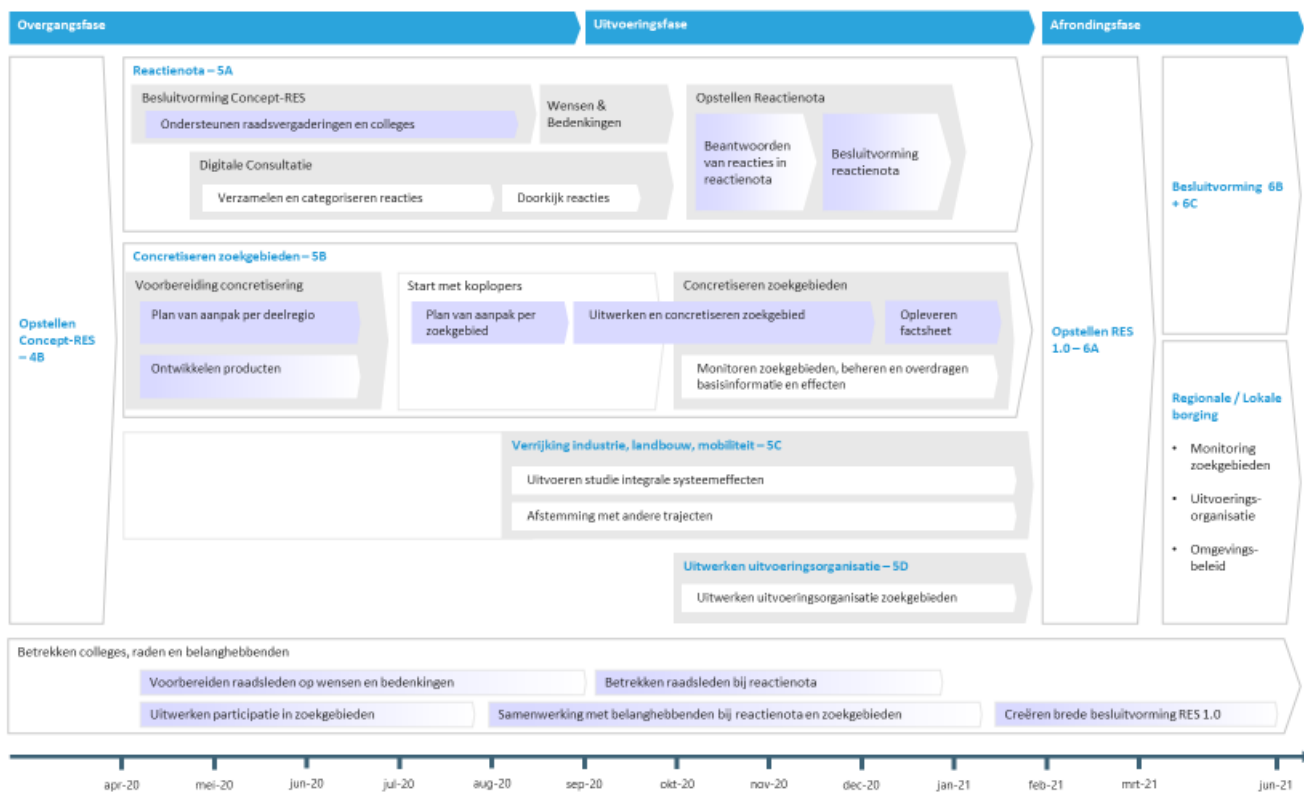 Overgangsfase
Uitvoeringsfase
Afrondingsfase
Opstellen
Concept-RES
– 4B
Reactienota – 5A
Besluitvorming Concept-RES
Ondersteunen raadsvergaderingen en colleges
Wensen &
Bedenkingen
Digitale Consultatie
Verzamelen en categoriseren reacties
Doorkijk reacties
Opstellen Reactienota
Beantwoorden
van reacties in
reactienota
Besluitvorming
reactienota
Concretiseren zoekgebieden – 5B
Voorbereiding concretisering
Plan van aanpak per deelregio
Ontwikkelen producten
Start met koplopers
Plan van aanpak per
zoekgebied
Concretiseren zoekgebieden
Uitwerken en concretiseren zoekgebied
Opleveren
factsheet
Monitoren zoekgebieden, beheren en overdragen
basisinformatie en effecten
Verrijking industrie, landbouw, mobiliteit – 5C
Uitvoeren studie integrale systeemeffecten
Afstemming met andere trajecten
Uitwerken uitvoeringsorganisatie – 5D
Uitwerken uitvoeringsorganisatie zoekgebieden
Opstellen RES
1.0 – 6A
Besluitvorming 6B
+ 6C
Regionale / Lokale
borging
• Monitoring
zoekgebieden
• Uitvoerings-
organisatie
• Omgevings-
beleid
Betrekken colleges, raden en belanghebbenden
Voorbereiden raadsleden op wensen en bedenkingen
Betrekken raadsleden bij reactienota
Uitwerken participatie in zoekgebieden
Samenwerking met belanghebbenden bij reactienota en zoekgebieden
Creëren brede besluitvorming RES 1.0
apr-20 mei-20 jun-20 jul-20 aug-20 sep-20 okt-20 nov-20 dec-20 jan-21 feb-21 mrt-21 jun-21